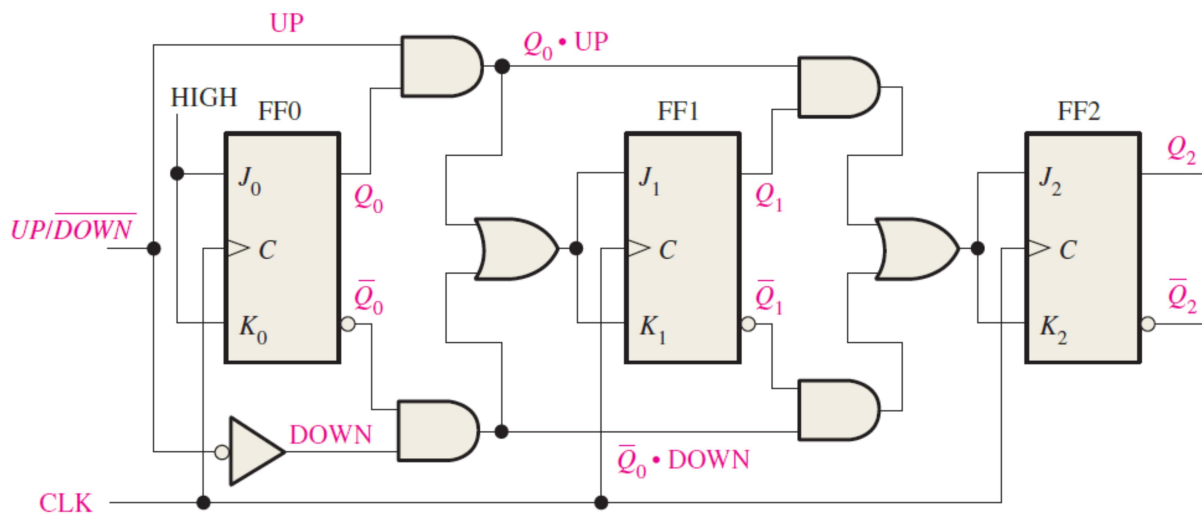 UP
Q₀ • UP
HIGH
FF0
FF1
FF2
J₀
Q₀
J₁
Q₁
J₂
Q₂
UP/D̅O̅W̅N̅
C
C
C
Q̅₀
Q̅₁
Q̅₂
K₀
K₁
K₂
DOWN
Q̅₀ • DOWN
CLK